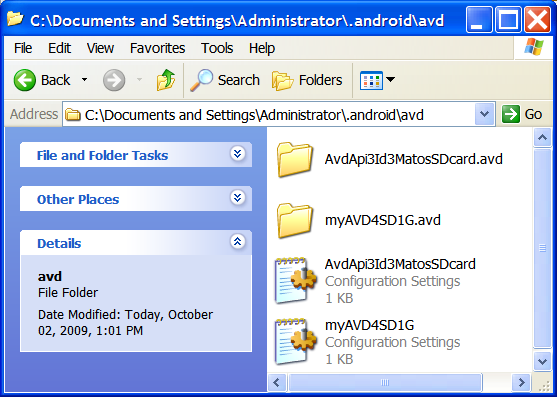 C:\Documents and Settings\Administrator\.android\avd
File Edit View Favorites Tools Help
Back Search Folders
Address C:\Documents and Settings\Administrator\.android\avd Go
File and Folder Tasks
Other Places
Details
avd
File Folder
Date Modified: Today, October
02, 2009, 1:01 PM
AvdApi3Id3MatosSDcard.avd
myAVD4SD1G.avd
AvdApi3Id3MatosSDcard
Configuration Settings
1 KB
myAVD4SD1G
Configuration Settings
1 KB